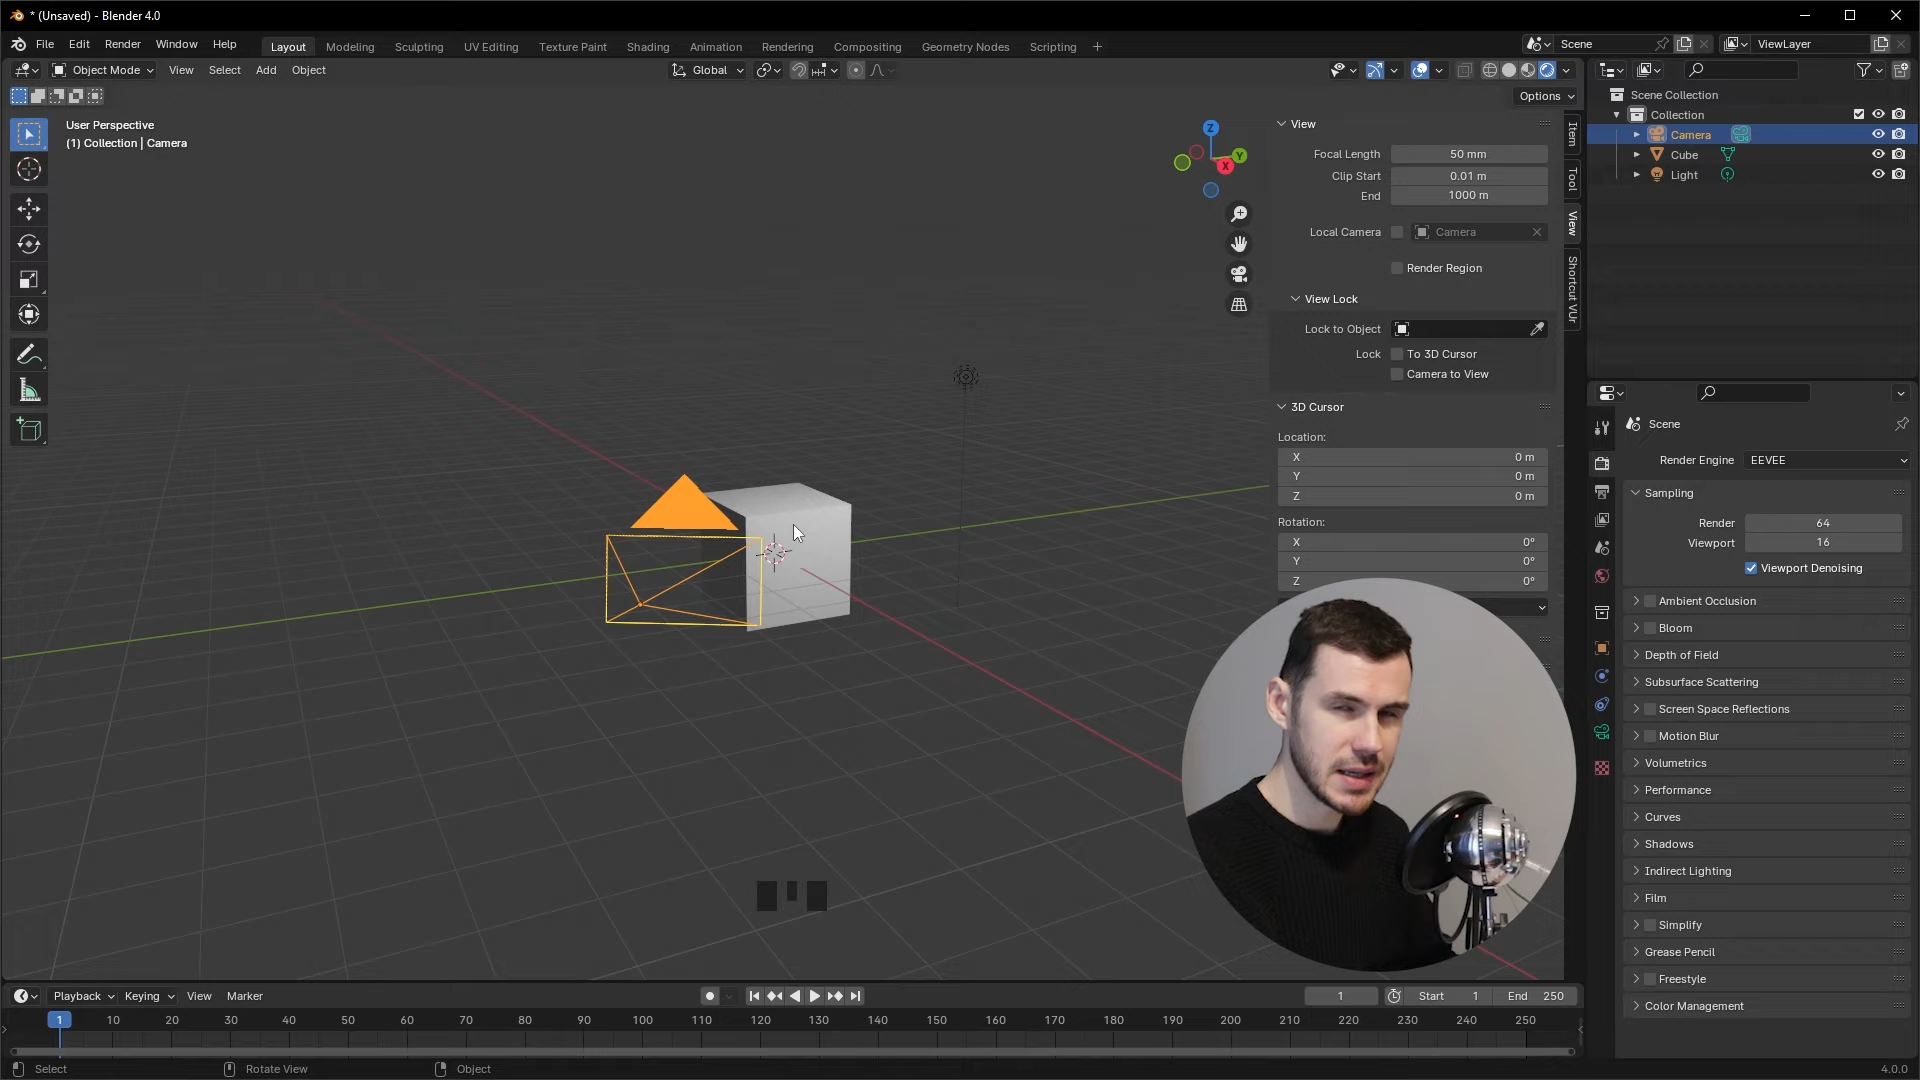 * (Unsaved) - Blender 4.0
File Edit Render Window Help Layout Modeling Sculpting UV Editing Texture Paint Shading Animation Rendering Compositing Geometry Nodes Scripting + Scene ViewLayer
Object Mode View Select Add Object Global
Options
User Perspective
(1) Collection | Camera
Z
Y
X
View
Focal Length 50 mm
Clip Start 0.01 m
End 1000 m
Local Camera Camera
Render Region
View Lock
Lock to Object
Lock To 3D Cursor
Camera to View
3D Cursor
Location:
X 0 m
Y 0 m
Z 0 m
Rotation:
X 0°
Y 0°
Z 0°
Item
Tool
View
Shortcut VUr
Scene Collection
Collection
Camera
Cube
Light
Scene
Render Engine EEVEE
Sampling
Render 64
Viewport 16
Viewport Denoising
Ambient Occlusion
Bloom
Depth of Field
Subsurface Scattering
Screen Space Reflections
Motion Blur
Volumetrics
Performance
Curves
Shadows
Indirect Lighting
Film
Simplify
Grease Pencil
Freestyle
Color Management
Playback Keying View Marker 1 Start 1 End 250
1 10 20 30 40 50 60 70 80 90 100 110 120 130 140 150 160 170 180 190 200 210 220 230 240 250
Select Rotate View Object 4.0.0